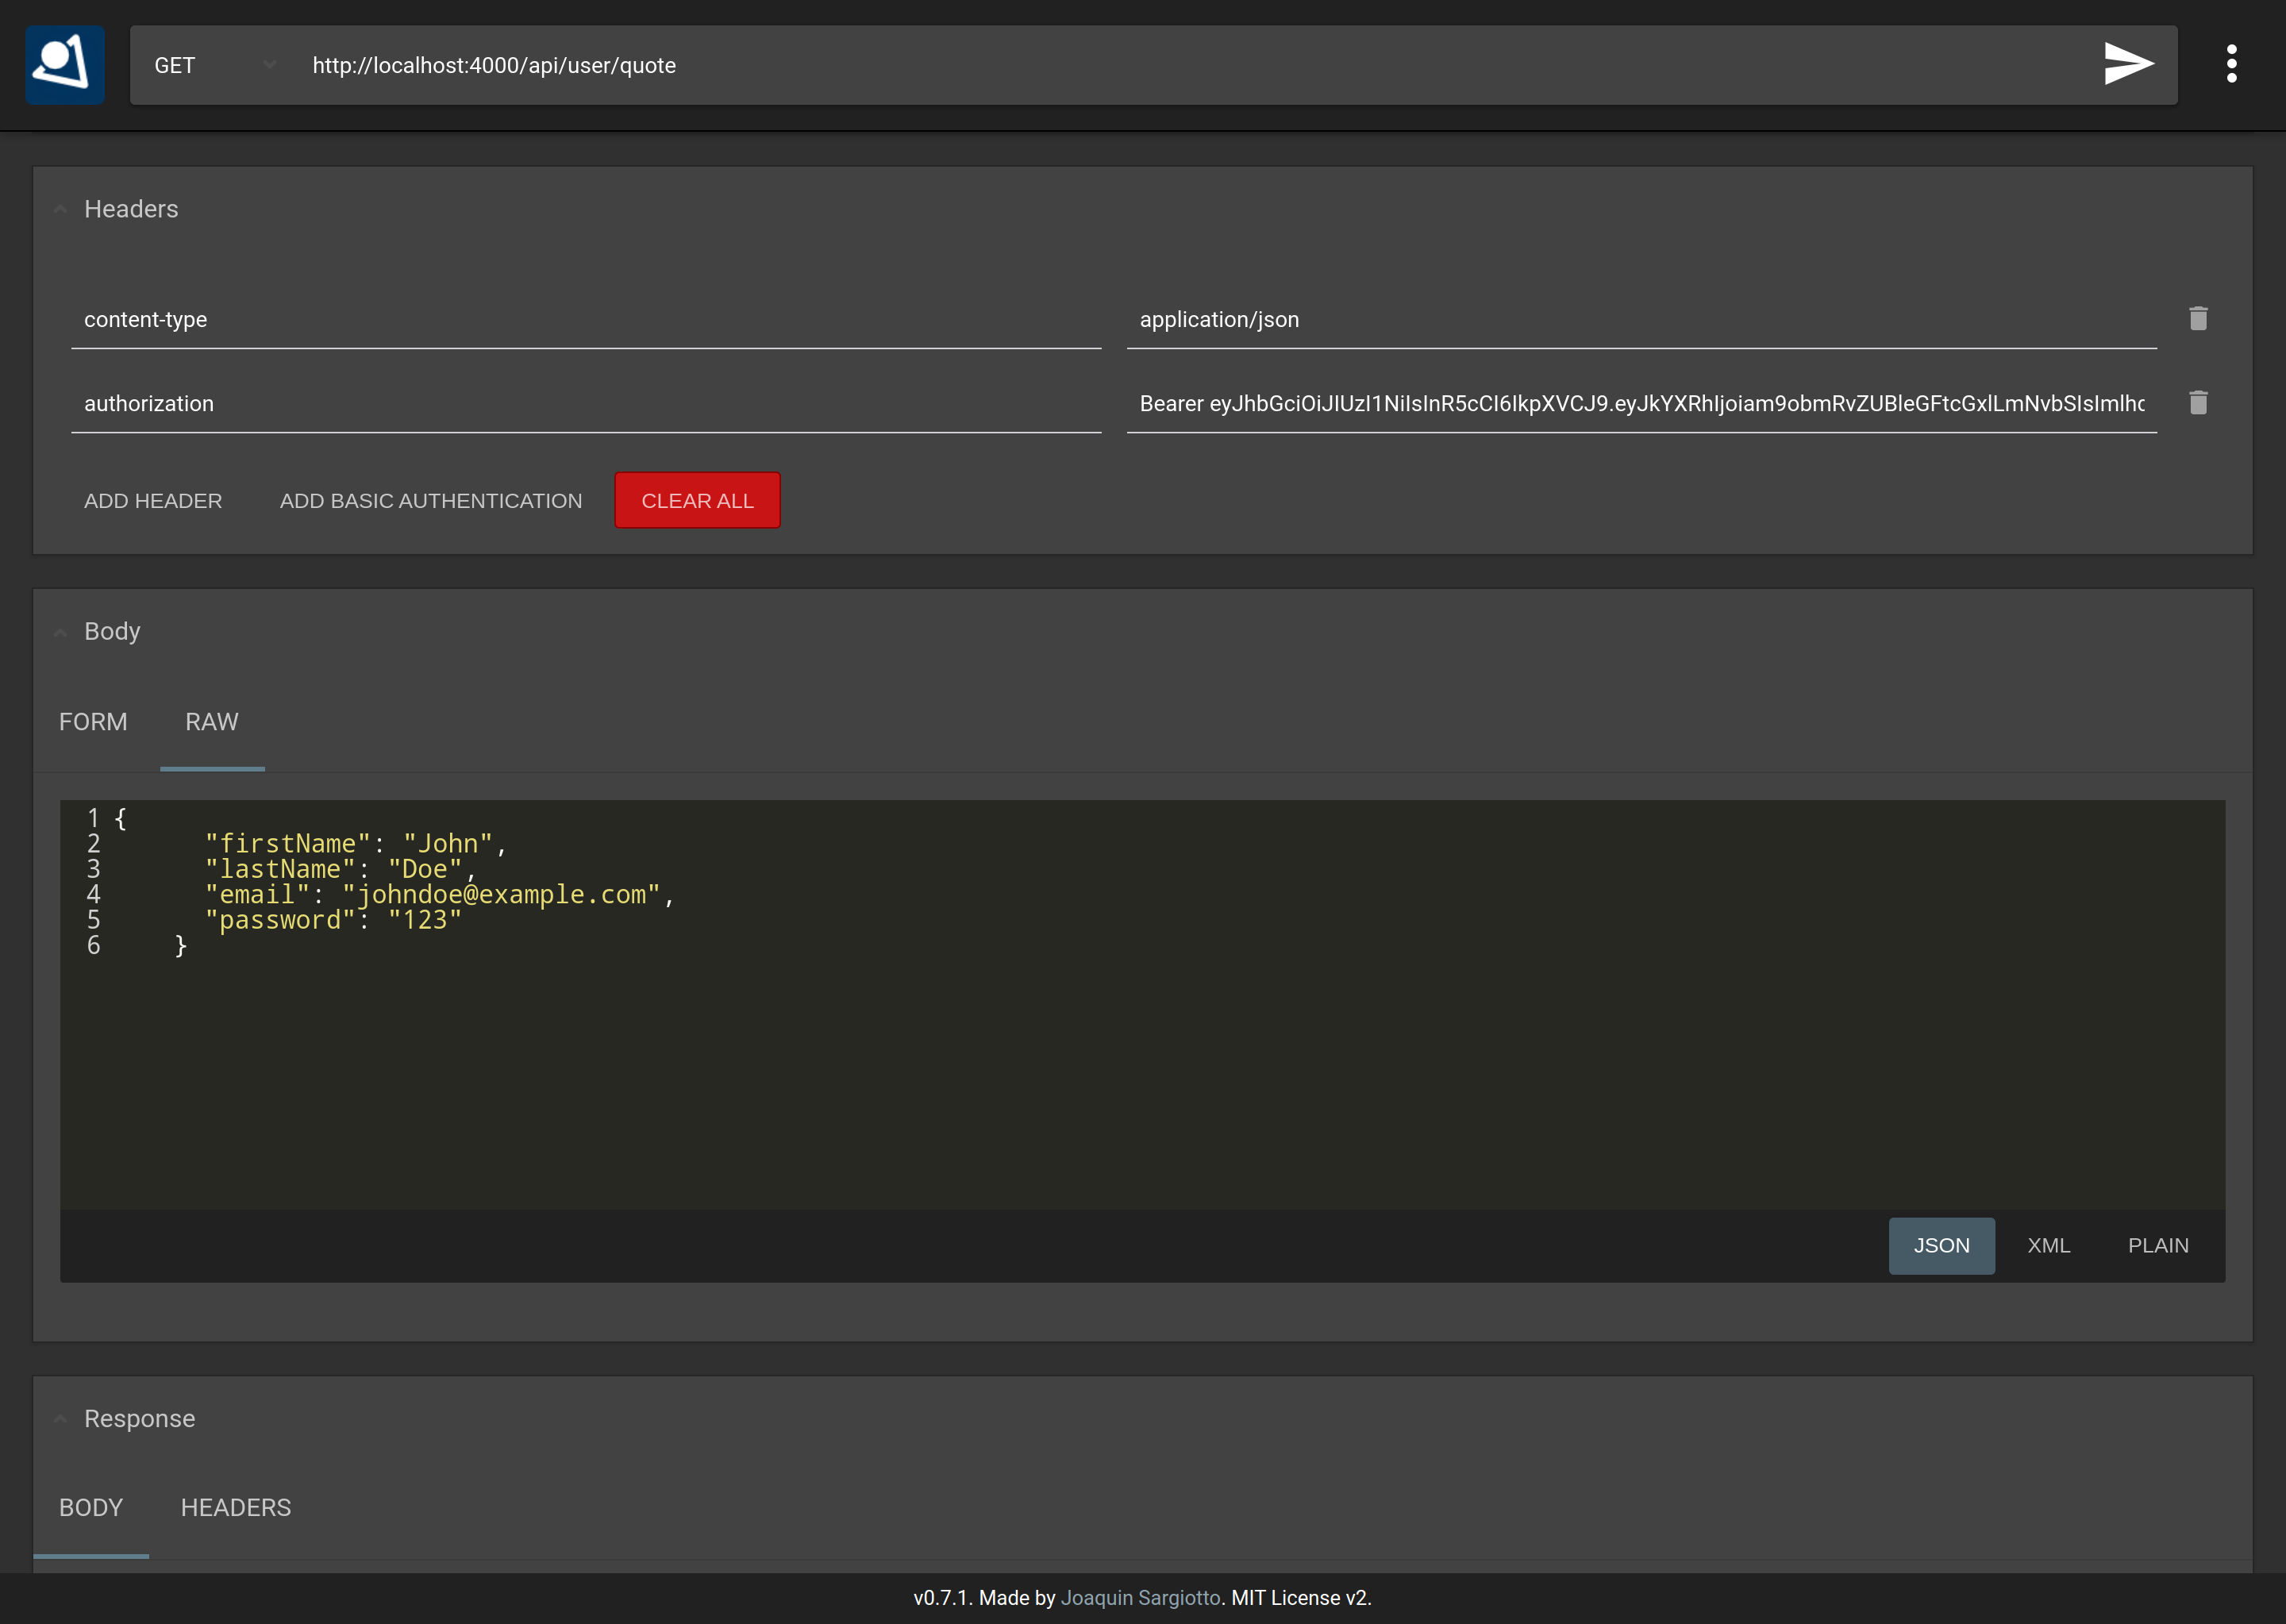 GET http://localhost:4000/api/user/quote
Headers
content-type application/json
authorization Bearer eyJhbGciOiJIUzI1NiIsInR5cCI6IkpXVCJ9.eyJkYXRhIjoiam9obmRvZUBleGFtcGxlLmNvbSIsImlhc
ADD HEADER ADD BASIC AUTHENTICATION CLEAR ALL
Body
FORM RAW
1 {
2 "firstName": "John",
3 "lastName": "Doe",
4 "email": "johndoe@example.com",
5 "password": "123"
6 }
JSON XML PLAIN
Response
BODY HEADERS
v0.7.1. Made by Joaquin Sargiotto. MIT License v2.